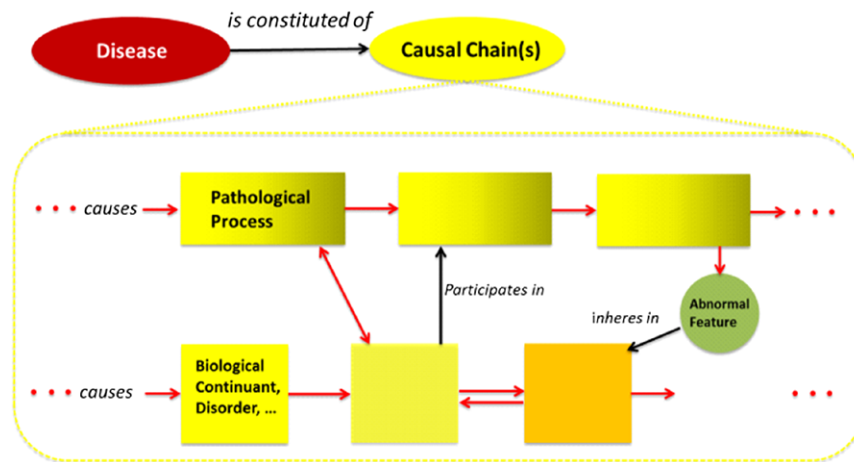 is constituted of
Disease
Causal Chain(s)
• • • causes
Pathological
Process
• • •
Participates in
inheres in
Abnormal
Feature
• • • causes
Biological
Continuant,
Disorder, ...
• • •